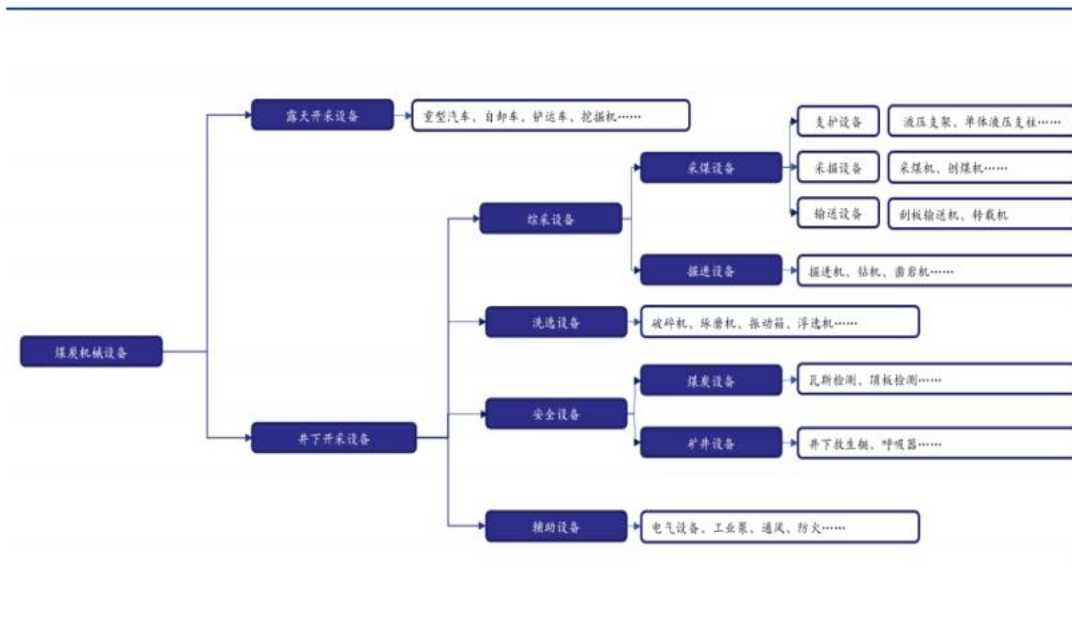 露天开采设备
重型汽车、自卸车、铲运车、挖掘机……
支护设备
液压支架、单体液压支柱……
采煤设备
采掘设备
采煤机、刨煤机……
输送设备
刮板输送机、转载机
综采设备
掘进设备
掘进机、钻机、凿岩机……
洗选设备
破碎机、琢磨机、振动箱、浮选机……
煤炭机械设备
煤炭设备
瓦斯检测、顶板检测……
安全设备
井下开采设备
矿井设备
井下救生舱、呼吸器……
辅助设备
电气设备、工业泵、通风、防火……